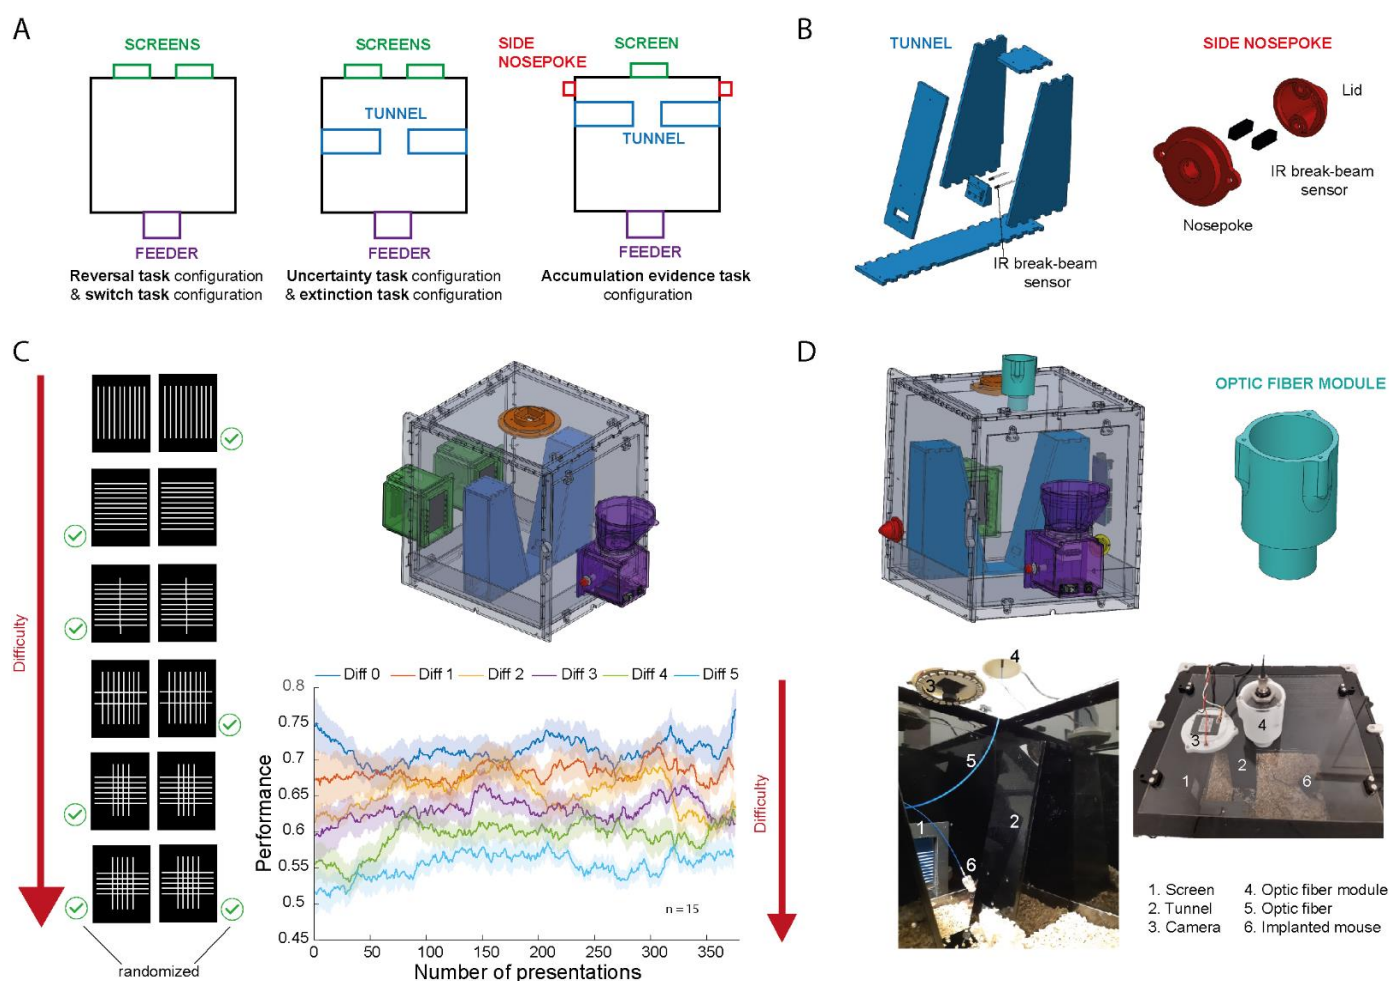 A
SCREENS
FEEDER
Reversal task configuration
& switch task configuration
SCREENS
TUNNEL
FEEDER
Uncertainty task configuration
& extinction task configuration
SIDE
NOSEPOKE
SCREEN
TUNNEL
FEEDER
Accumulation evidence task
configuration
B
TUNNEL
IR break-beam
sensor
SIDE NOSEPOKE
Lid
IR break-beam
sensor
Nosepoke
C
Difficulty
randomized
Diff 0 Diff 1 Diff 2 Diff 3 Diff 4 Diff 5
Performance
0.8
0.75
0.7
0.65
0.6
0.55
0.5
0.45
n = 15
0 50 100 150 200 250 300 350
Number of presentations
Difficulty
D
OPTIC FIBER MODULE
3
4
5
1
2
6
3
4
1
2
6
1. Screen
2. Tunnel
3. Camera
4. Optic fiber module
5. Optic fiber
6. Implanted mouse